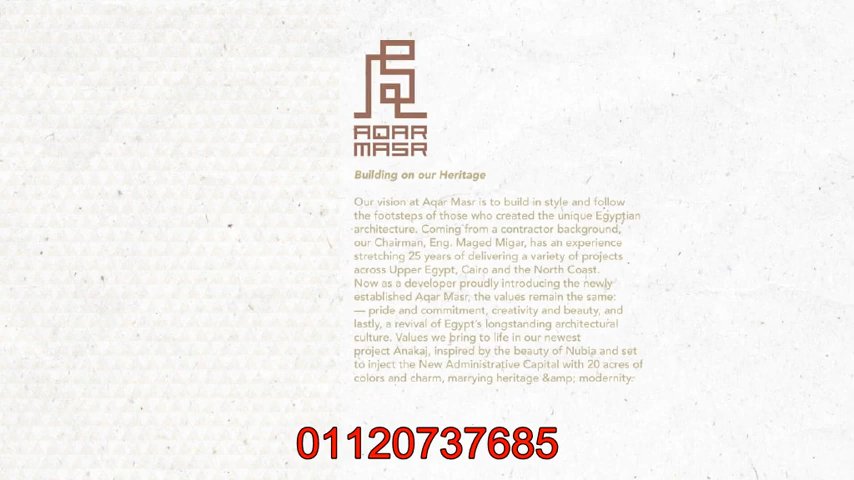 AQAR
MASR
Building on our Heritage
Our vision at Aqar Masr is to build in style and follow
the footsteps of those who created the unique Egyptian
architecture. Coming from a contractor background,
our Chairman, Eng. Maged Migar, has an experience
stretching 25 years of delivering a variety of projects
across Upper Egypt, Cairo and the North Coast.
Now as a developer proudly introducing the newly
established Aqar Masr, the values remain the same:
— pride and commitment, creativity and beauty, and
lastly, a revival of Egypt's longstanding architectural
culture. Values we bring to life in our newest
project Anakaj, inspired by the beauty of Nubia and set
to inject the New Administrative Capital with 20 acres of
colors and charm, marrying heritage &amp; modernity.
01120737685